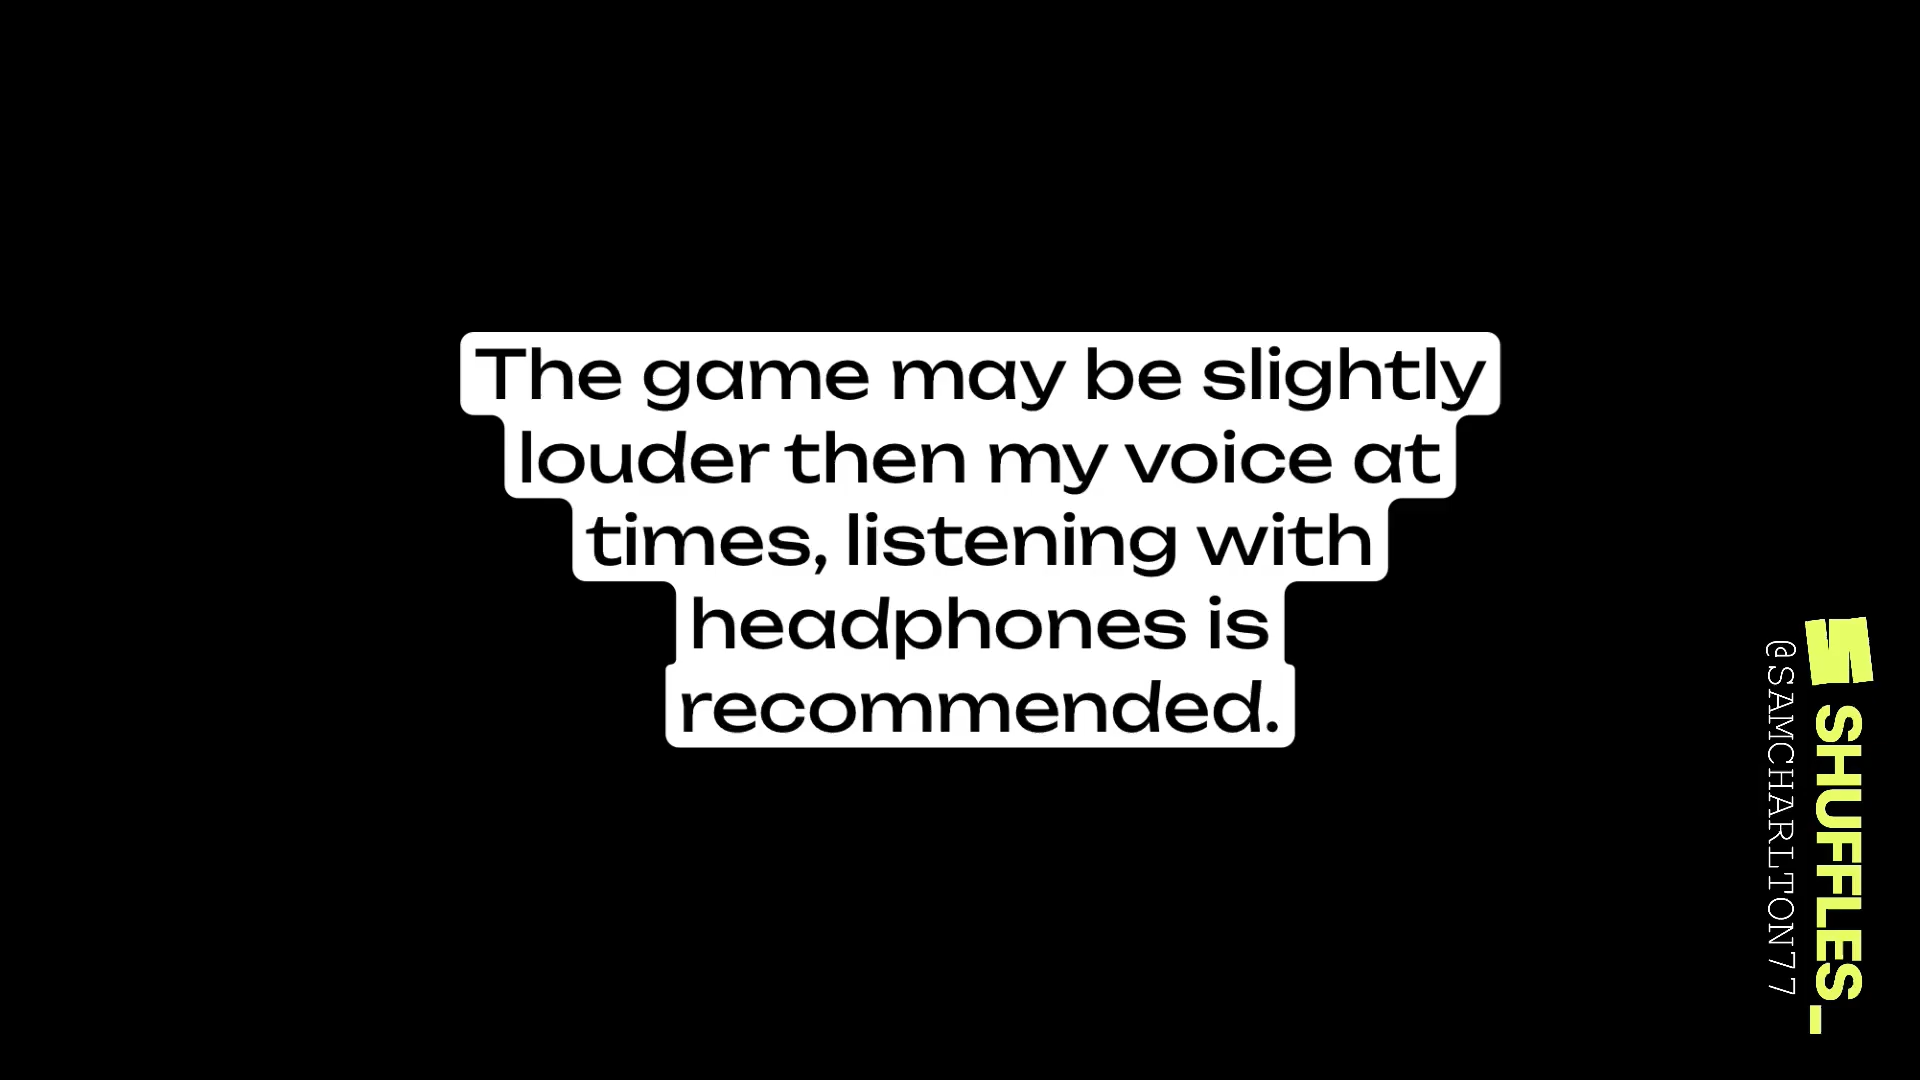 The game may be slightly
louder then my voice at
times, listening with
headphones is
recommended.
SHUFFLES_
@SAMCHARLTON77